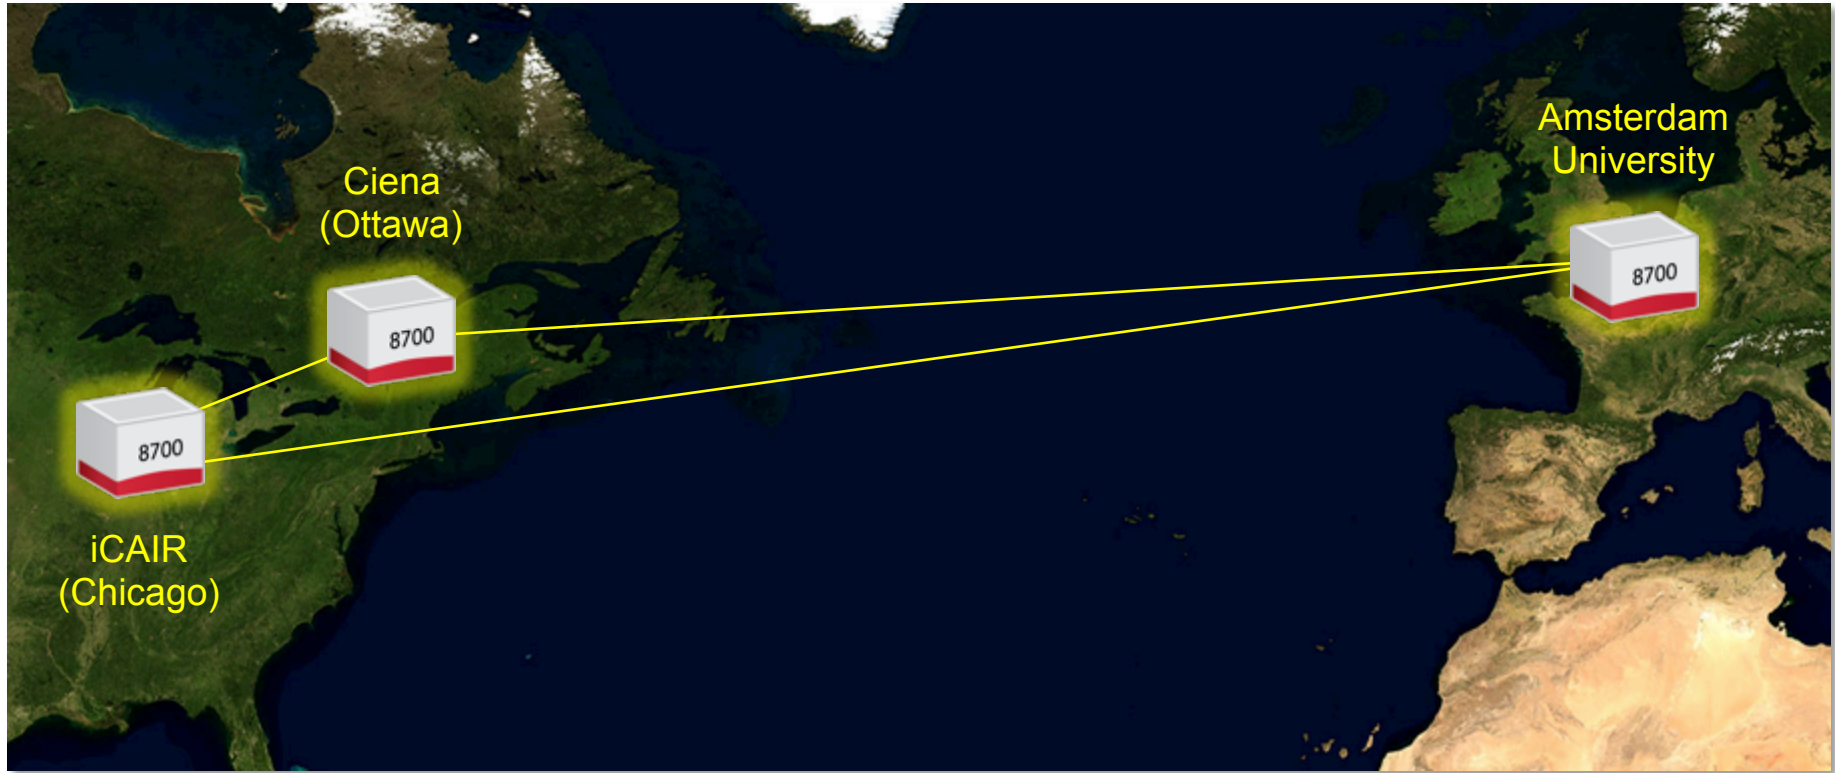 Amsterdam
University
8700
Ciena
(Ottawa)
8700
8700
iCAIR
(Chicago)